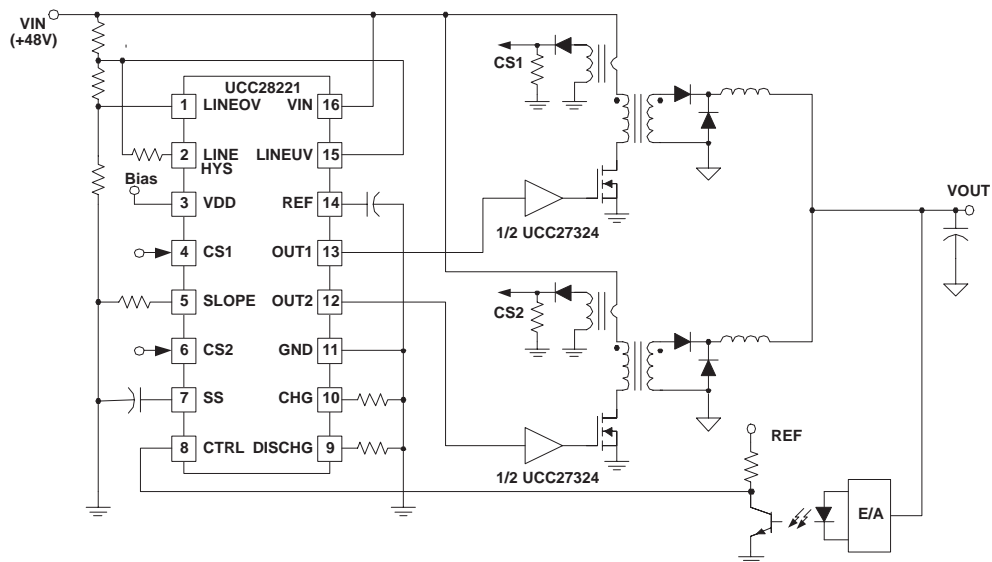 VIN
(+48V)
UCC28221
1 LINEOV VIN 16
2 LINE HYS LINEUV 15
Bias
3 VDD REF 14
4 CS1 OUT1 13
5 SLOPE OUT2 12
6 CS2 GND 11
7 SS CHG 10
8 CTRL DISCHG 9
CS1
1/2 UCC27324
VOUT
CS2
1/2 UCC27324
REF
E/A